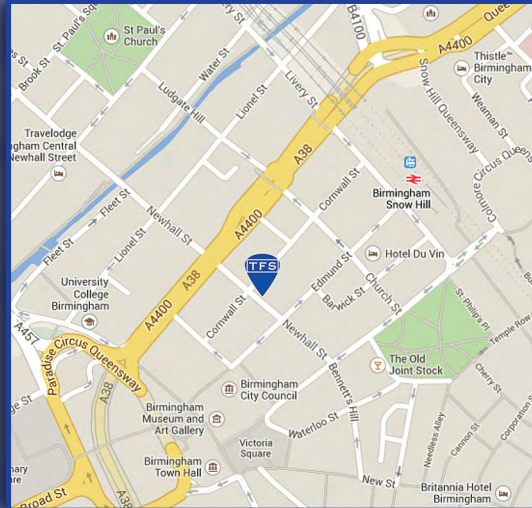 St Paul's
Church
St. Paul's Sq
Brook St
Water St
Lionel St
Ludgate Hill
Livery St
B4100
A4400
Queen
Thistle™
Birmingham
City
Snow Hill Queensway
Weaman St
Travelodge
ngham Central
Newhall Street
A38
Cornwall St
Birmingham
Snow Hill
Colmore Circus Queen
Fleet St
Newhall St
A4400
Fleet St
Lionel St
A38
TFS
Hotel Du Vin
Edmund St
Church St
Barwick St
University
College
Birmingham
A4400
Cornwall St
St. Philip's Pl
Temple Row
A457
Paradise Circus Queensway
Newhall St
The Old
Joint Stock
Bennett's Hill
Cherry St
A38
Birmingham
City Council
Birmingham
Museum and
Art Gallery
Waterloo St
Needless Alley
Cannon St
Corporation S
Victoria
Square
Birmingham
Town Hall
New St
Britannia Hotel
Birmingham
Broad St
A38